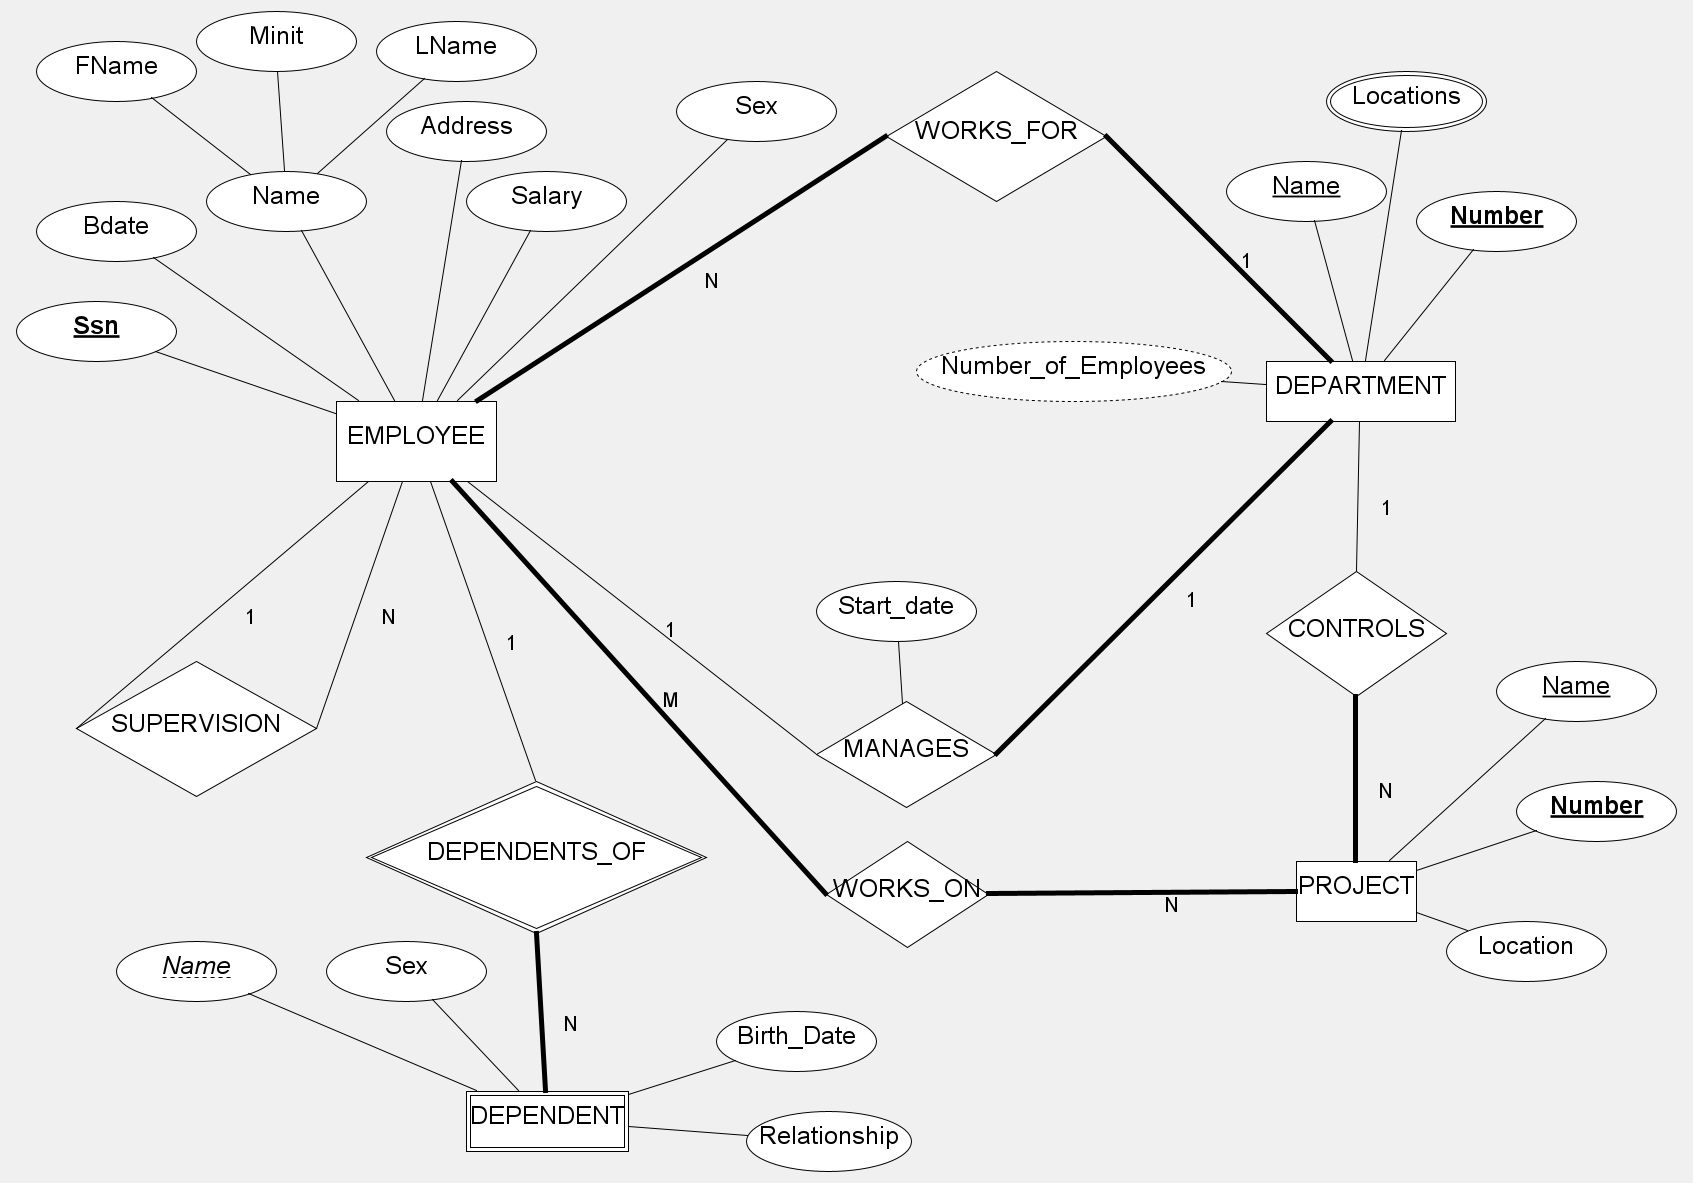 Minit
LName
FName
Locations
Sex
Address
WORKS_FOR
Name
Salary
Name
Number
Bdate
N
1
Ssn
Number_of_Employees
DEPARTMENT
EMPLOYEE
1
1
Start_date
1
N
1
1
CONTROLS
Name
M
SUPERVISION
MANAGES
N
Number
DEPENDENTS_OF
WORKS_ON
PROJECT
N
Location
Name
Sex
N
Birth_Date
DEPENDENT
Relationship